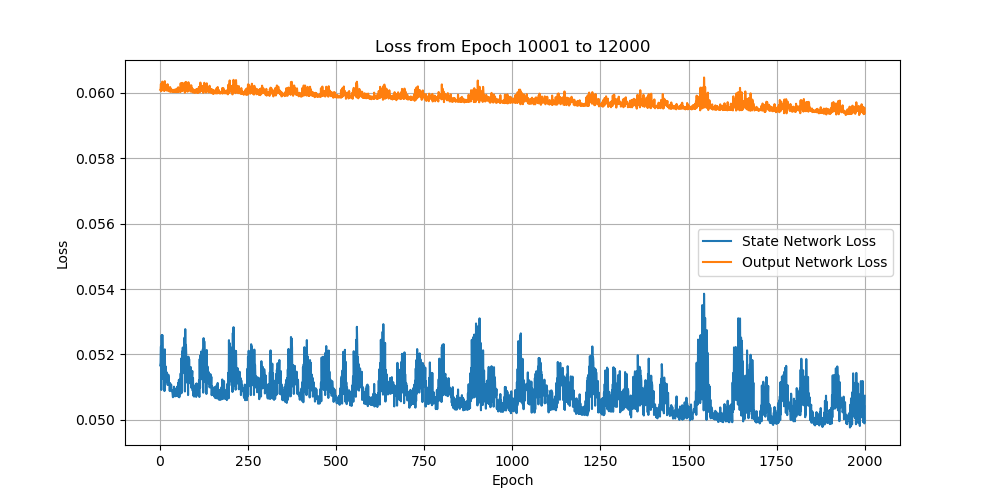 Loss from Epoch 10001 to 12000
Loss
0.060
0.058
0.056
0.054
0.052
0.050
State Network Loss
Output Network Loss
0 250 500 750 1000 1250 1500 1750 2000
Epoch